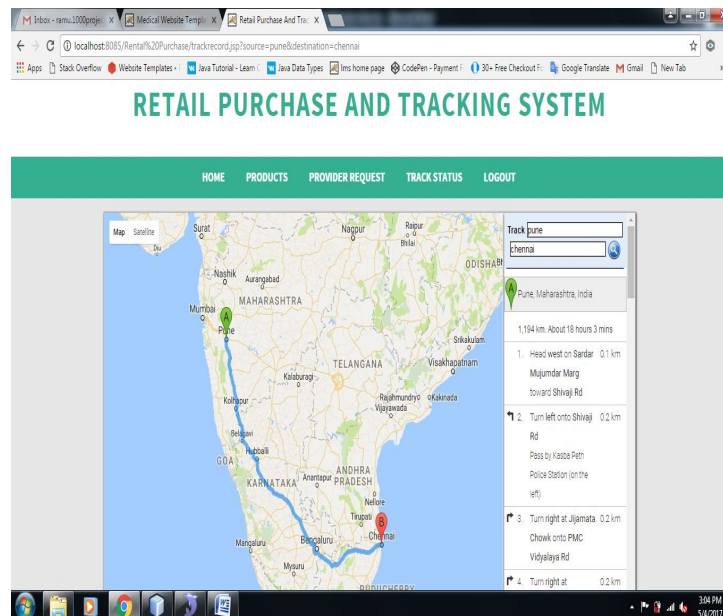 Inbox - ramu.1000projec
Medical Website Templa
Retail Purchase And Trac
localhost:8085/Rental%20Purchase/trackrecord.jsp?source=pune&destination=chennai
Apps Stack Overflow Website Templates - Java Tutorial - Learn Java Data Types lms home page CodePen - Payment F 30+ Free Checkout Fo Google Translate Gmail New Tab
RETAIL PURCHASE AND TRACKING SYSTEM
HOME PRODUCTS PROVIDER REQUEST TRACK STATUS LOGOUT
Map Satellite
Surat
Nagpur
Raipur
Bhilai
Diu
ODISHA
Nashik
Aurangabad
MAHARASHTRA
Mumbai
A
Pune
Srikakulam
TELANGANA
Visakhapatnam
Kalaburagi
Kolhapur
Rajahmundry
Kakinada
Vijayawada
Belagavi
GOA
Hubballi
ANDHRA
PRADESH
KARNATAKA
Anantapur
Nellore
Tirupati
B
Chennai
Mangaluru
Bengaluru
Mysuru
PUDUCHERRY
Track pune
chennai
A Pune, Maharashtra, India
1,194 km. About 18 hours 3 mins
1. Head west on Sardar 0.1 km
Mujumdar Marg
toward Shivaji Rd
2. Turn left onto Shivaji 0.2 km
Rd
Pass by Kasba Peth
Police Station (on the
left)
3. Turn right at Jijamata 0.2 km
Chowk onto PMC
Vidyalaya Rd
4. Turn right at 0.2 km
3:04 PM
5/4/2017